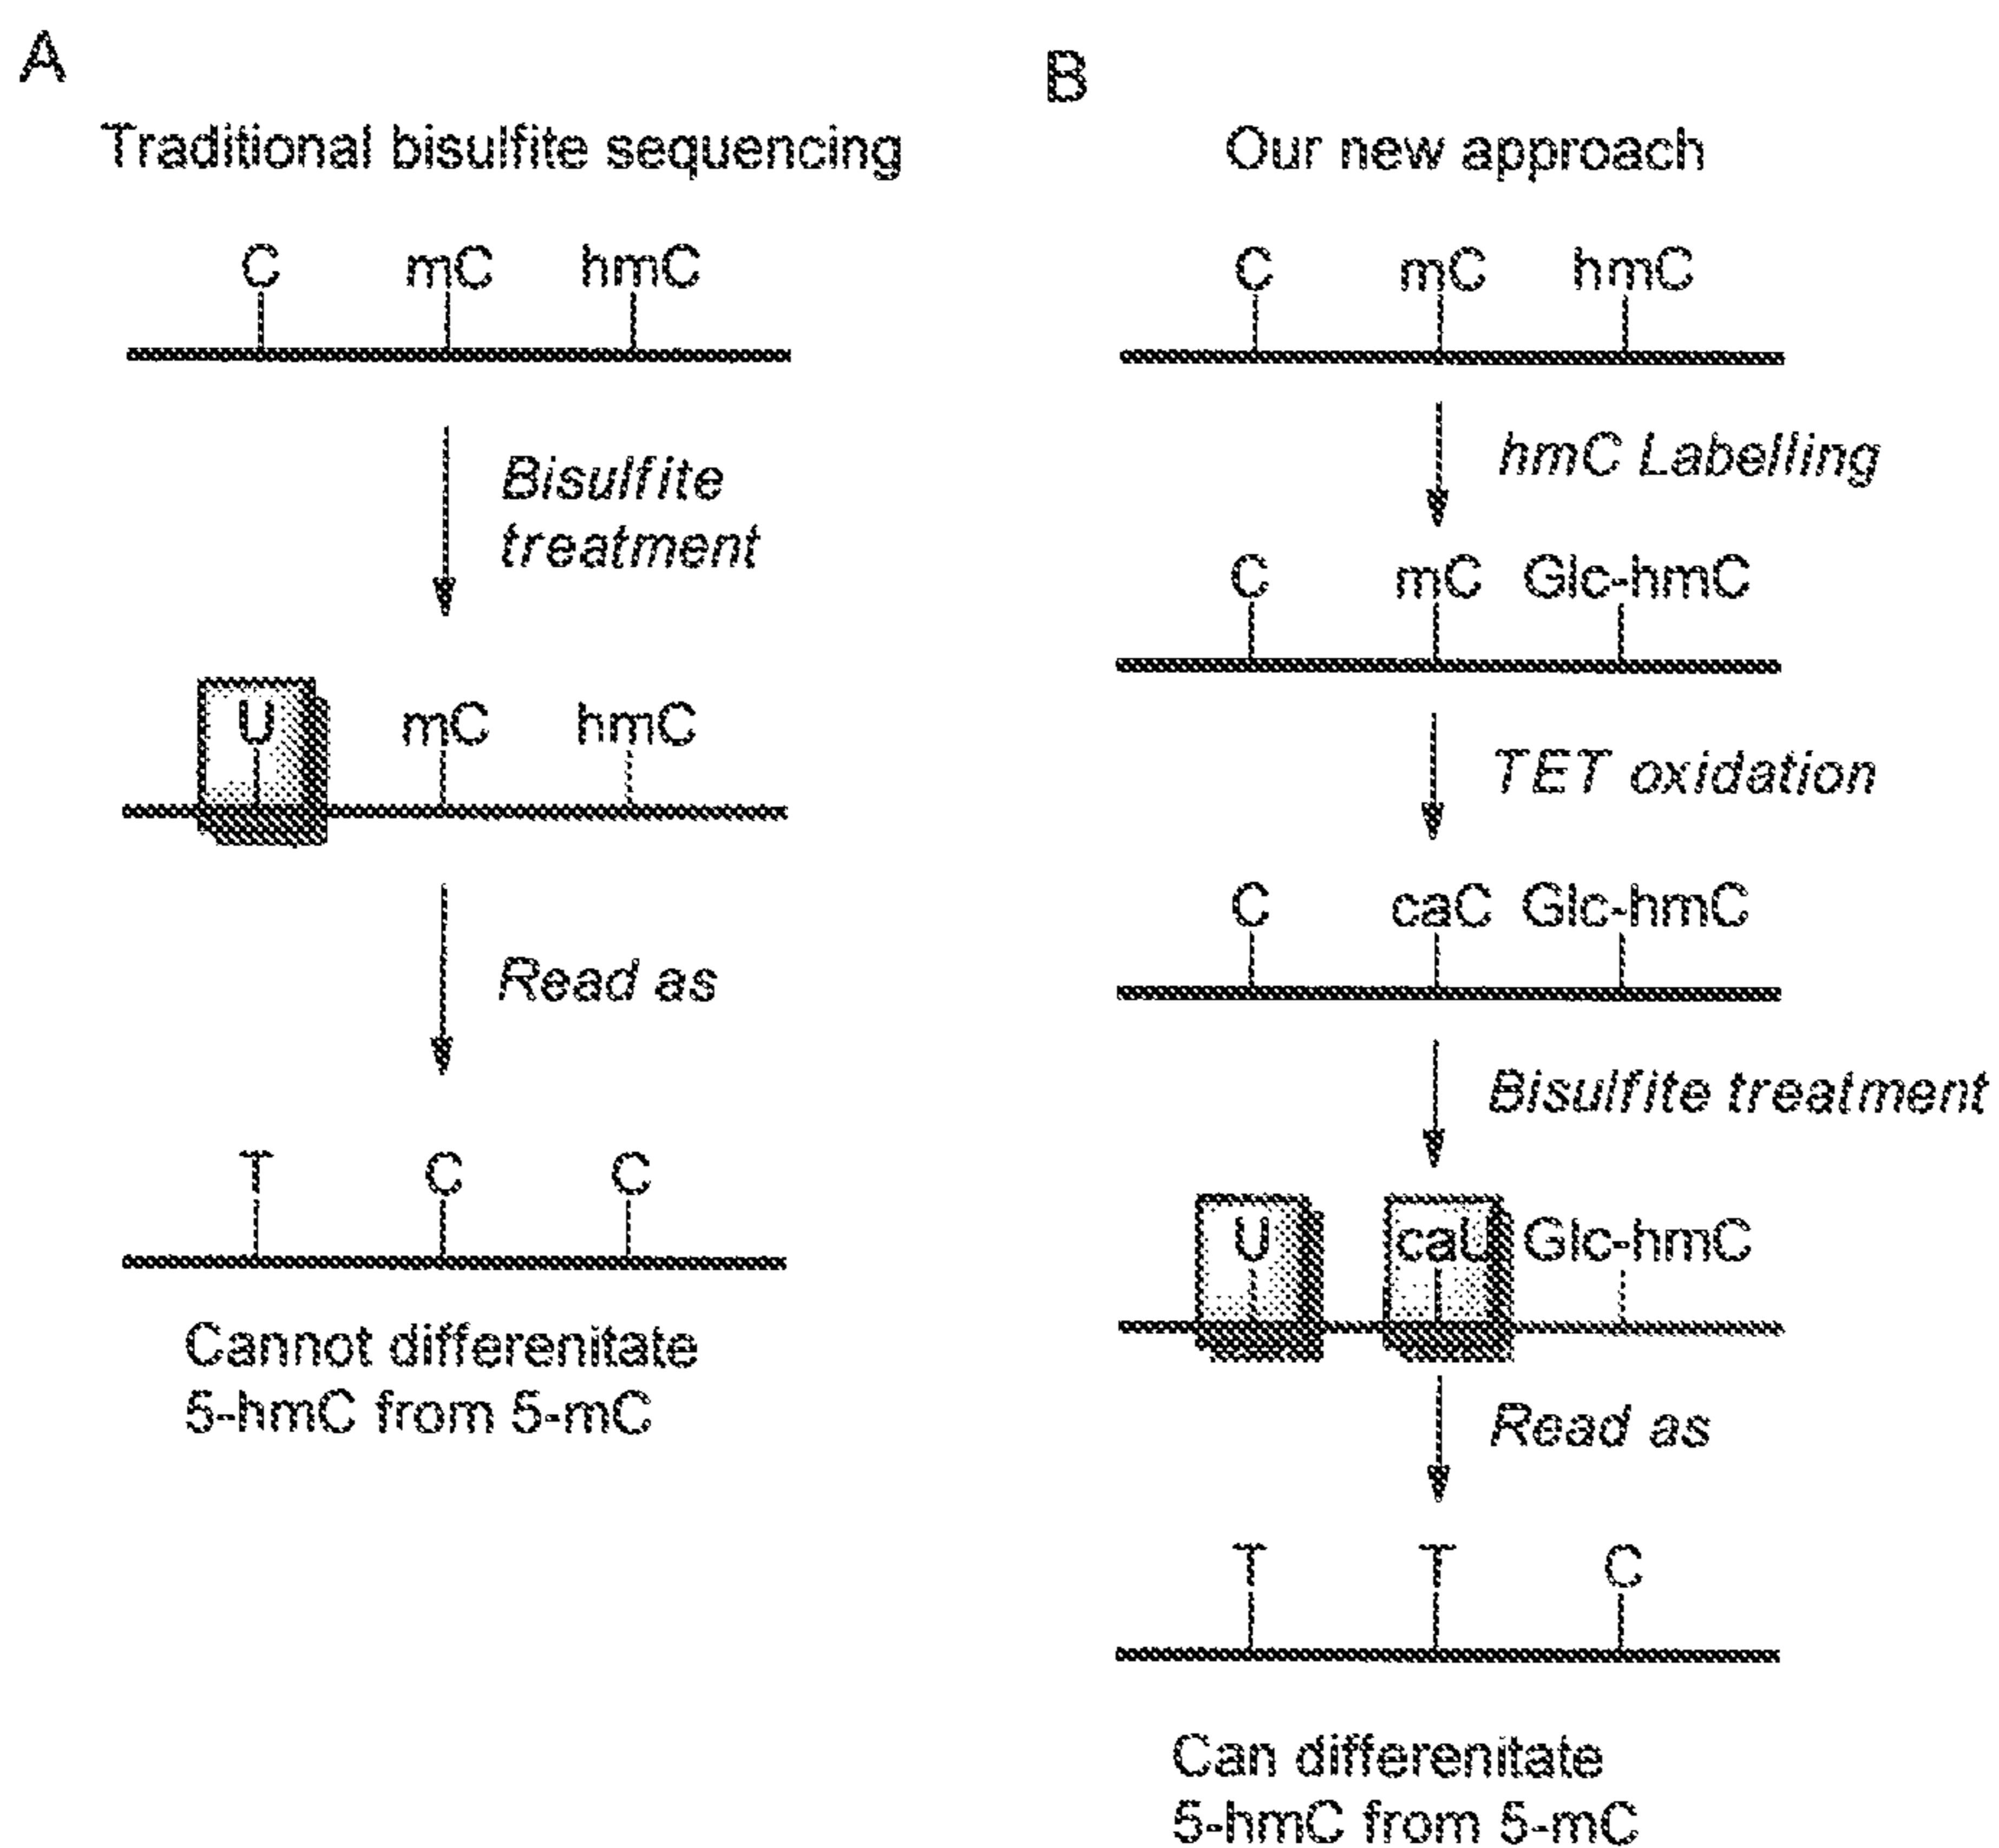 A
Traditional bisulfite sequencing
C mC hmC
Bisulfite
treatment
U mC hmC
Read as
T C C
Cannot differenitate
5-hmC from 5-mC
B
Our new approach
C mC hmC
hmC Labelling
C mC Glc-hmC
TET oxidation
C caC Glc-hmC
Bisulfite treatment
U caU Glc-hmC
Read as
T T C
Can differenitate
5-hmC from 5-mC